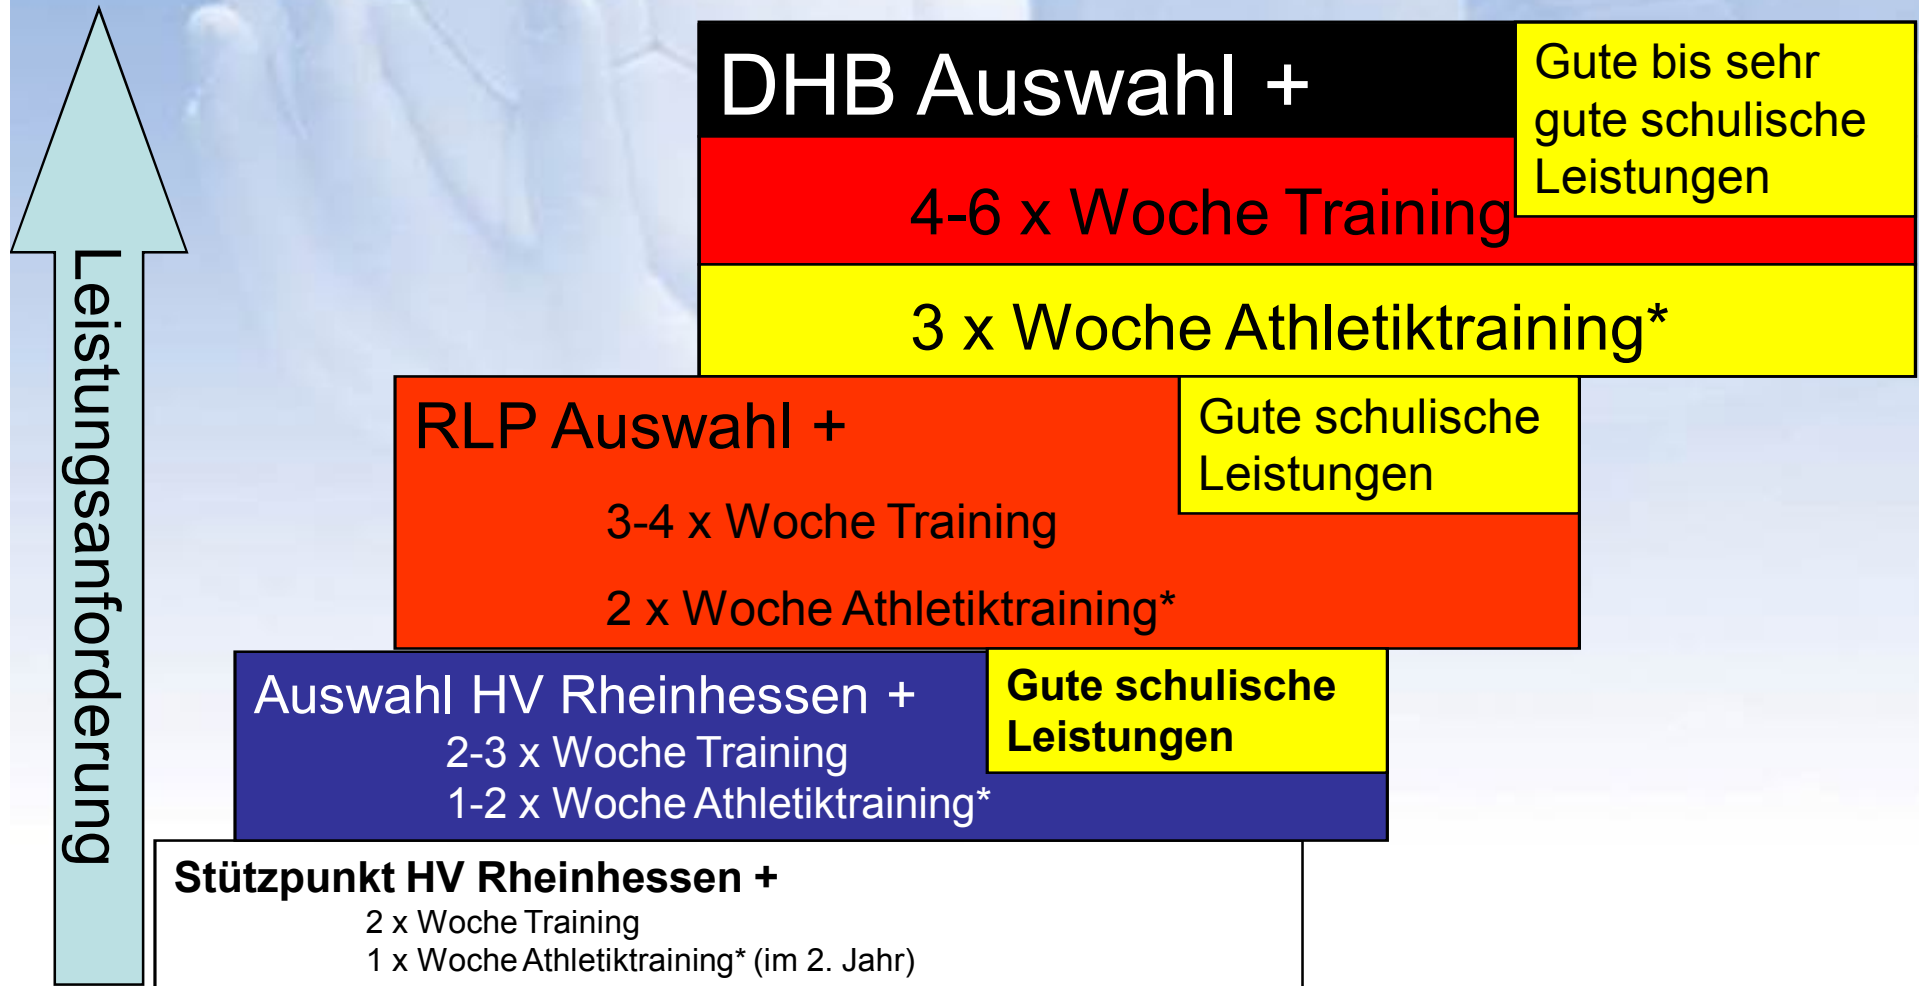 DHB Auswahl +
Gute bis sehr
gute schulische
Leistungen
4-6 x Woche Training
3 x Woche Athletiktraining*
RLP Auswahl +
Gute schulische
Leistungen
3-4 x Woche Training
2 x Woche Athletiktraining*
Auswahl HV Rheinhessen +
Gute schulische
Leistungen
2-3 x Woche Training
1-2 x Woche Athletiktraining*
Stützpunkt HV Rheinhessen +
2 x Woche Training
1 x Woche Athletiktraining* (im 2. Jahr)
Leistungsanforderung